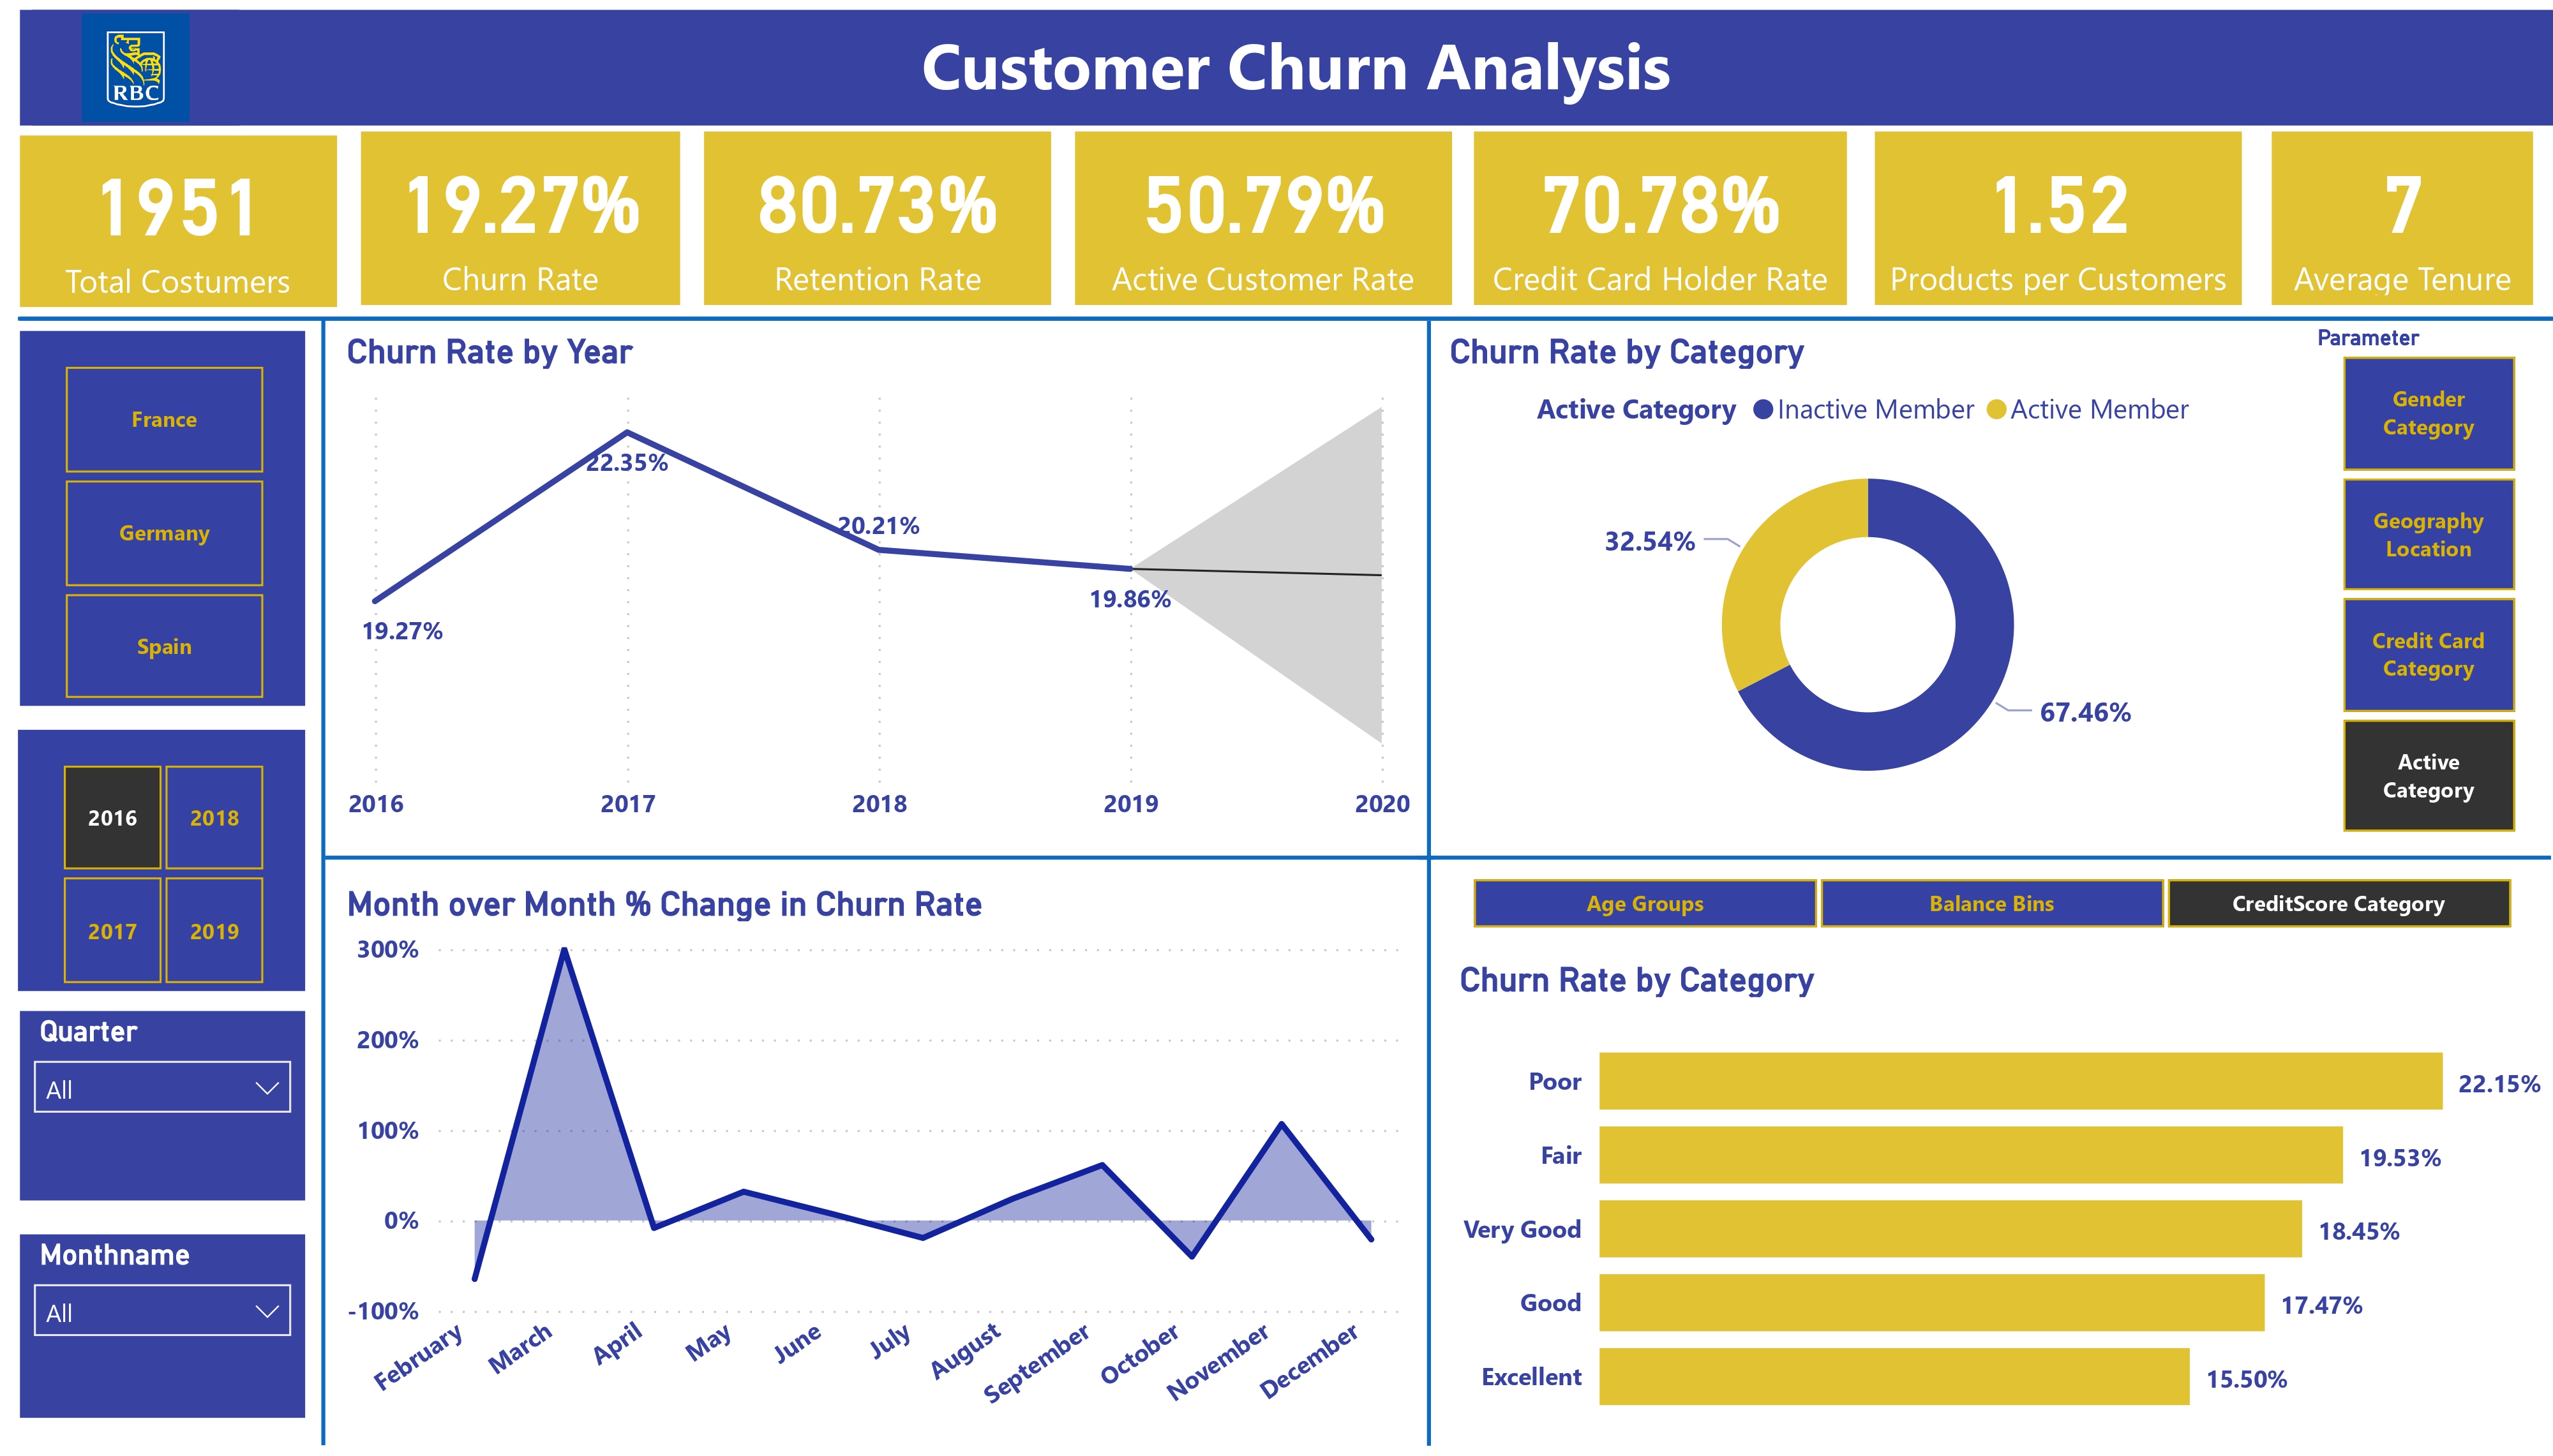 RBC
Customer Churn Analysis
1951
Total Costumers
19.27%
Churn Rate
80.73%
Retention Rate
50.79%
Active Customer Rate
70.78%
Credit Card Holder Rate
1.52
Products per Customers
7
Average Tenure
France
Germany
Spain
2016
2018
2017
2019
Quarter
All
Monthname
All
Churn Rate by Year
22.35%
20.21%
19.86%
19.27%
2016
2017
2018
2019
2020
Churn Rate by Category
Active Category Inactive Member Active Member
32.54%
67.46%
Parameter
Gender
Category
Geography
Location
Credit Card
Category
Active
Category
Month over Month % Change in Churn Rate
300%
200%
100%
0%
-100%
February
March
April
May
June
July
August
September
October
November
December
Age Groups
Balance Bins
CreditScore Category
Churn Rate by Category
Poor 22.15%
Fair 19.53%
Very Good 18.45%
Good 17.47%
Excellent 15.50%